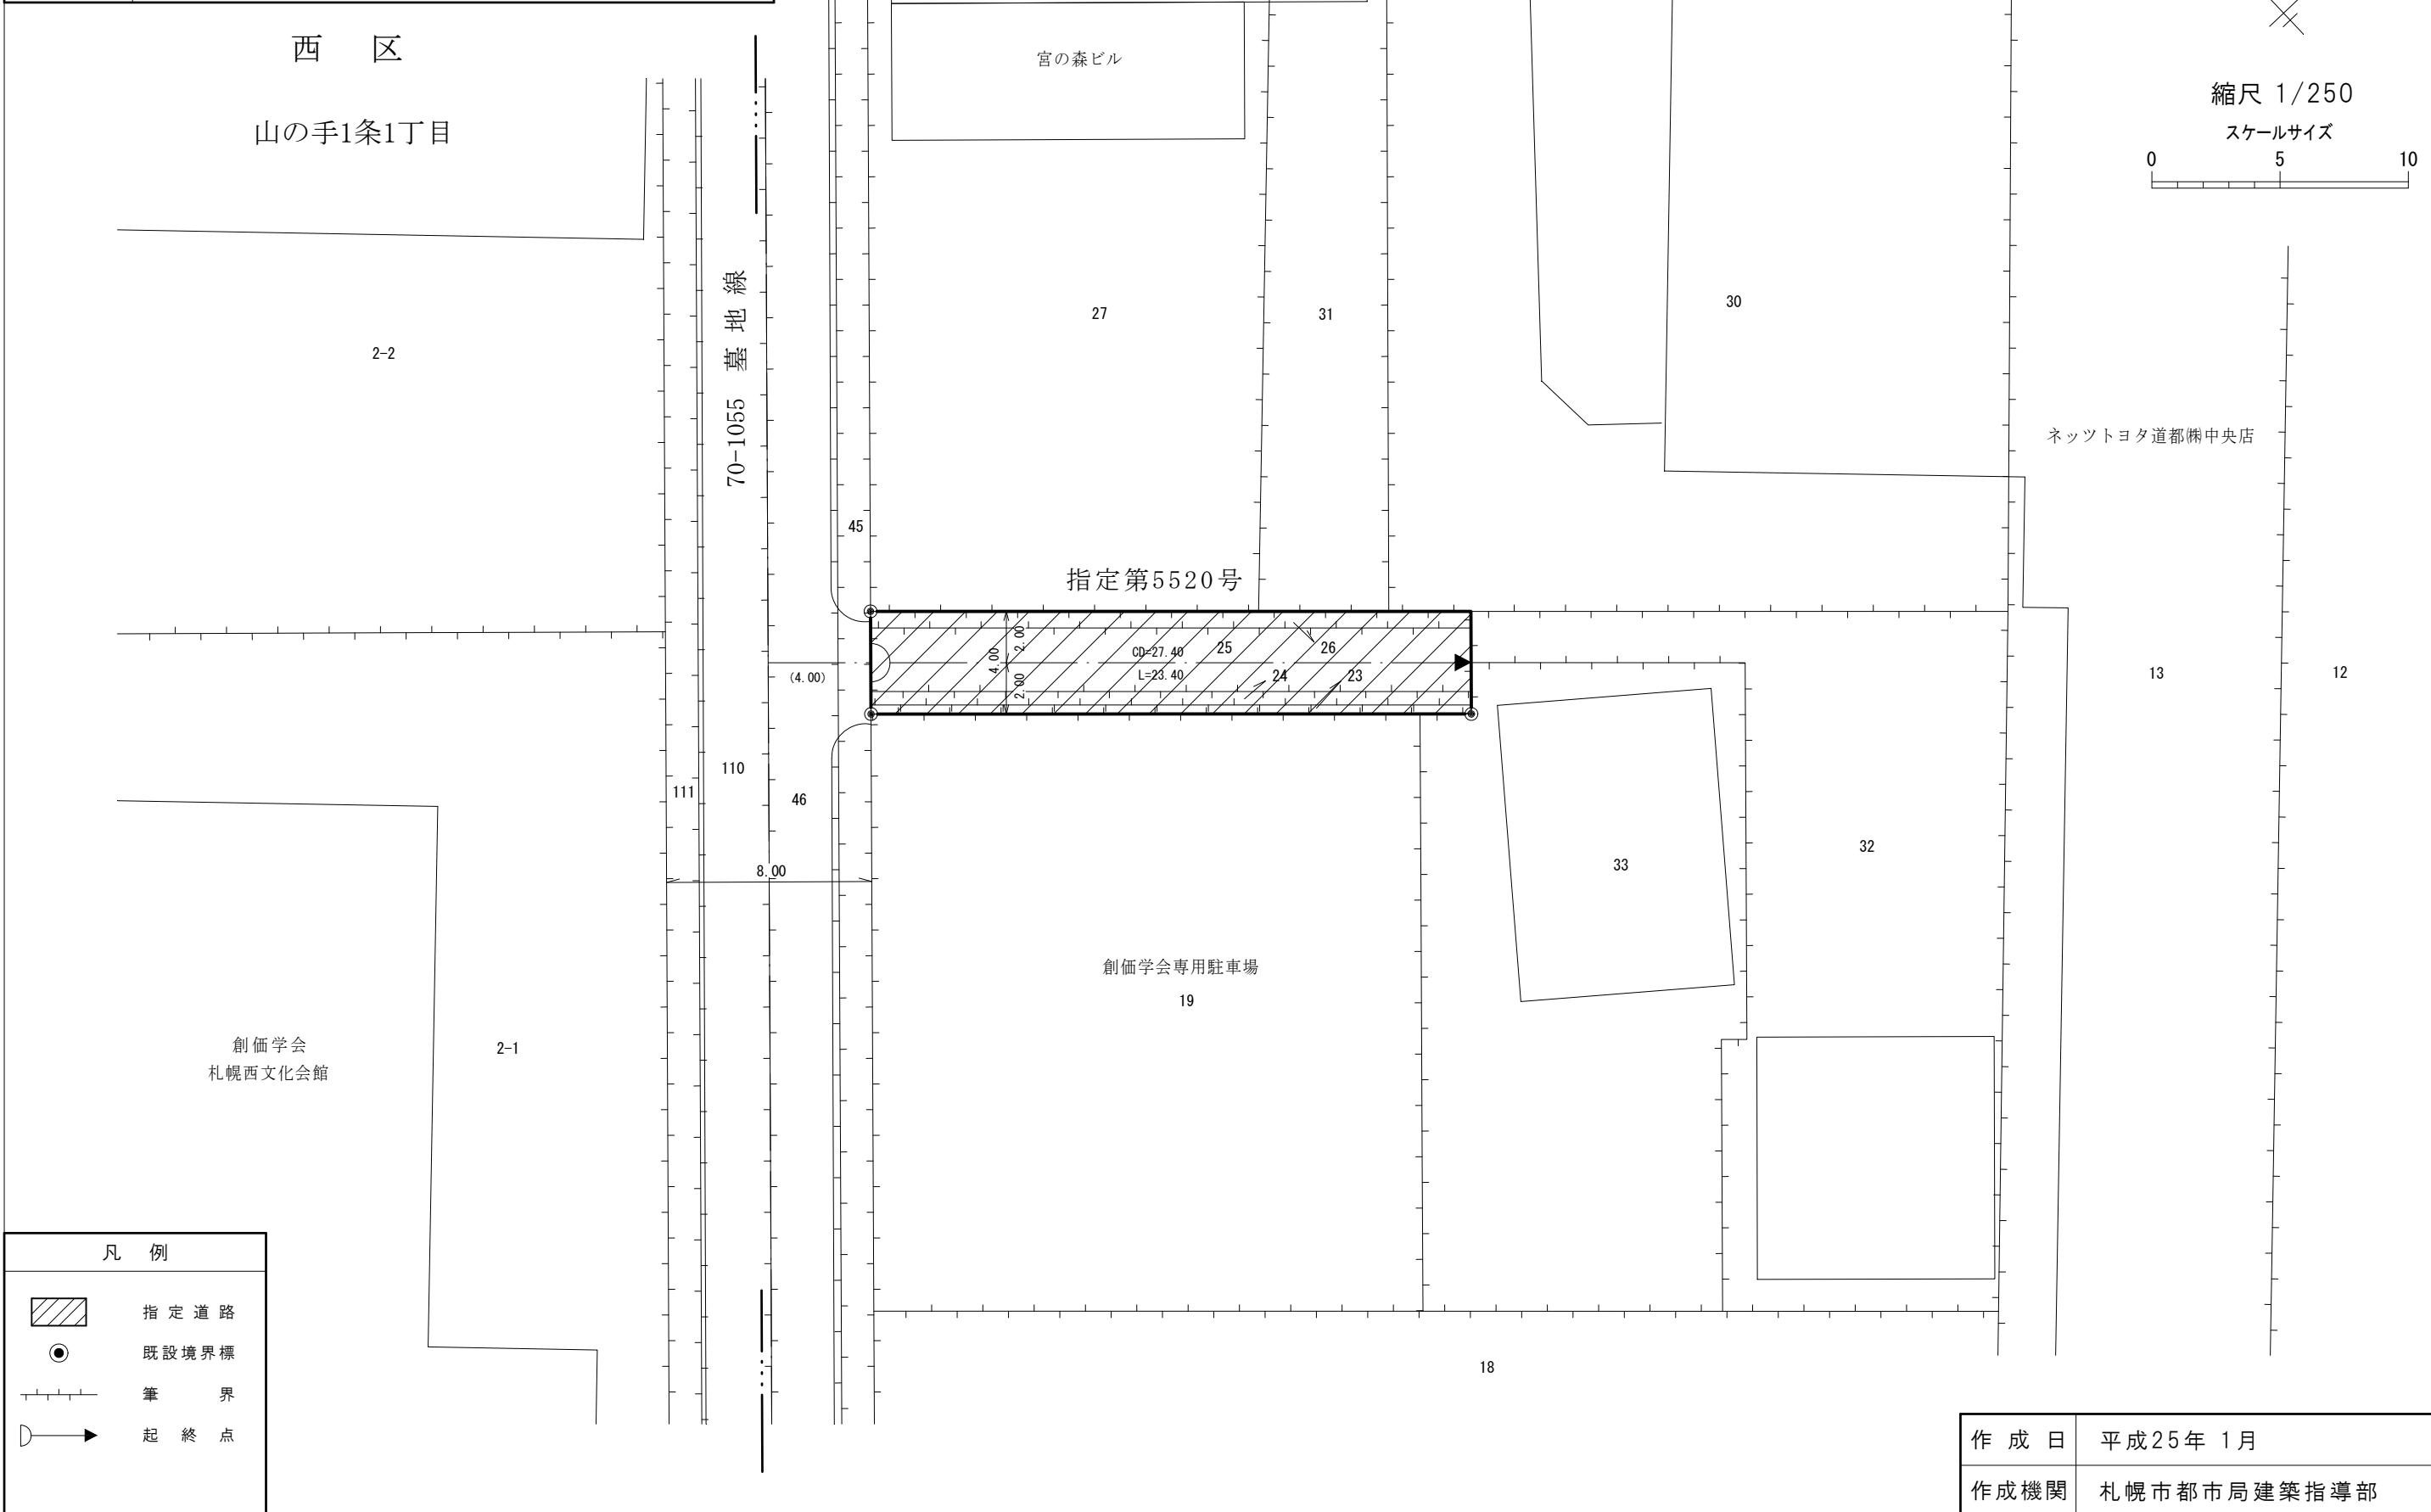 西 区
山の手1条1丁目
宮の森ビル
縮尺 1/250
スケールサイズ
0 5 10
70-1055 墓地線
2-2
27
31
30
ネッツトヨタ道都㈱中央店
45
指定第5520号
4.00
2.00
2.00
CD=27.40
L=23.40
25
26
24
23
(4.00)
13
12
111
110
46
8.00
33
32
創価学会専用駐車場
19
創価学会
札幌西文化会館
2-1
18
凡 例
指定道路
既設境界標
筆 界
起終点
作成日 平成25年 1月
作成機関 札幌市都市局建築指導部